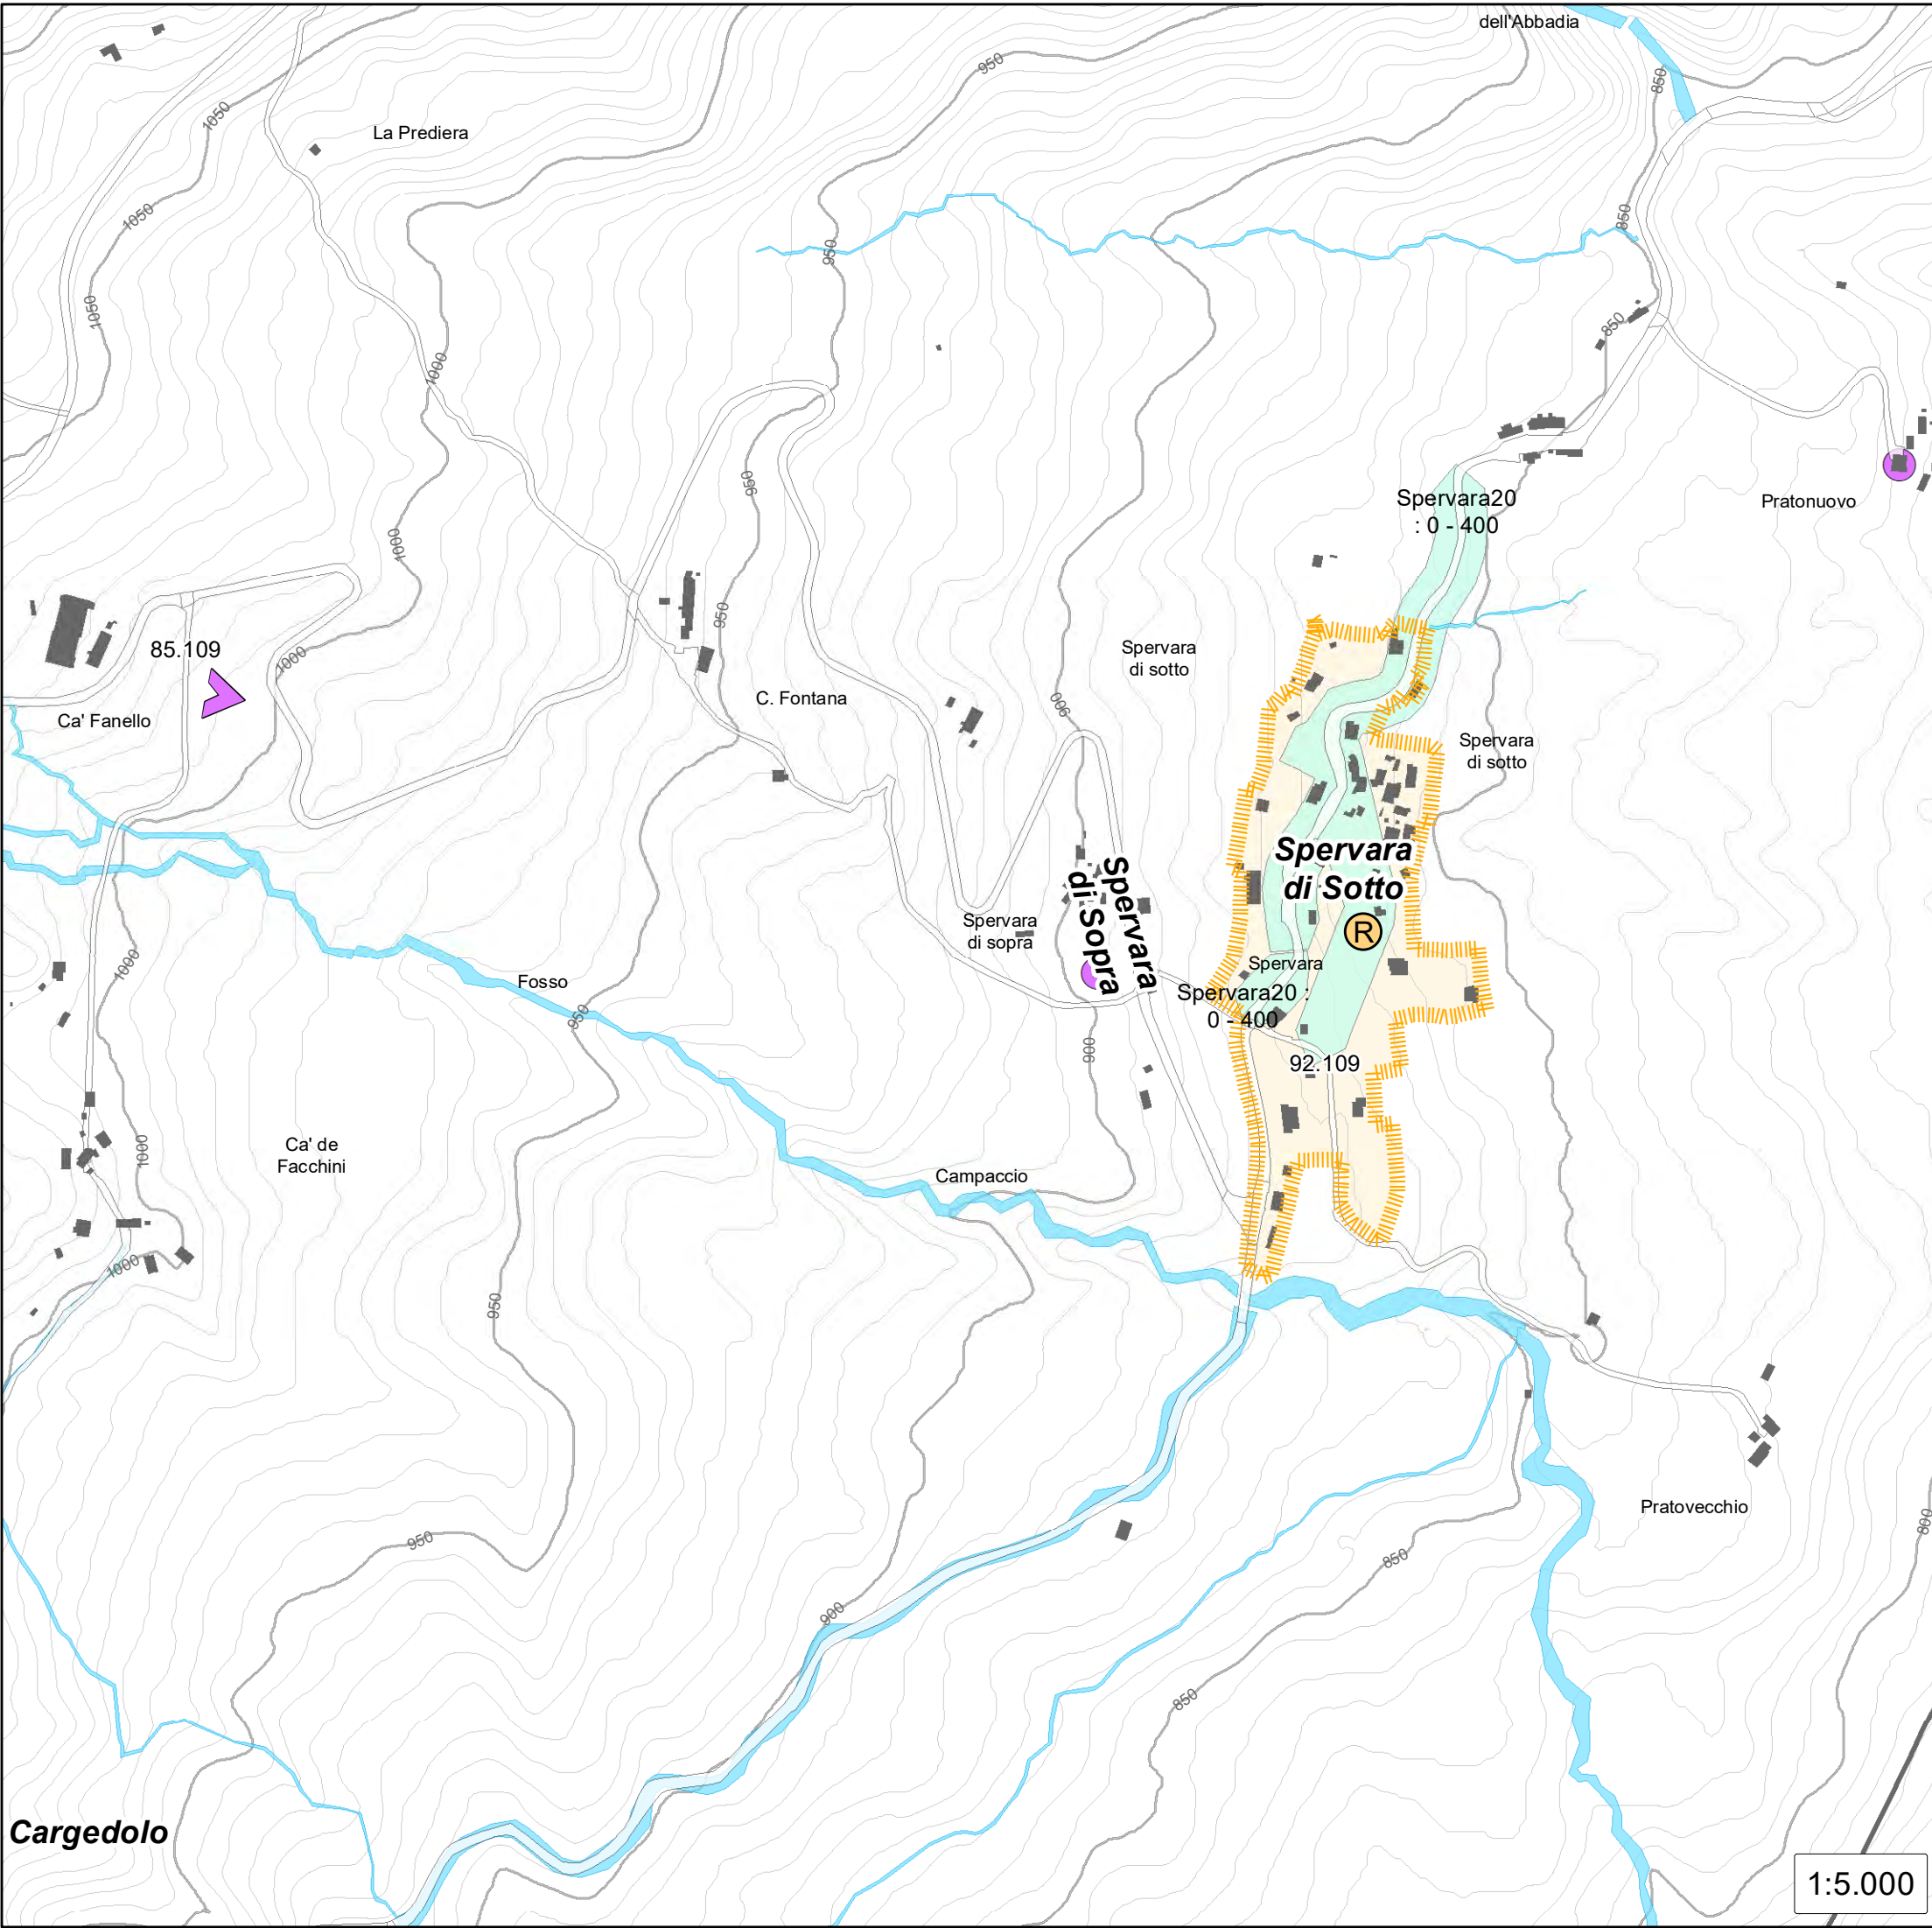 dell'Abbadia
950
850
1050
La Prediera
1050
850
950
1050
850
1000
950
Spervara20
: 0 - 400
Pratonuovo
1000
950
85.109
1000
Spervara
di sotto
C. Fontana
900
Ca' Fanello
Spervara
di sotto
Spervara
di Sotto
Spervara
di Sopra
Spervara
di sopra
R
1000
Spervara
Fosso
Spervara20 :
0 - 400
950
900
92.109
1000
Ca' de
Facchini
Campaccio
1000
950
Pratovecchio
800
950
850
900
850
Cargedolo
1:5.000